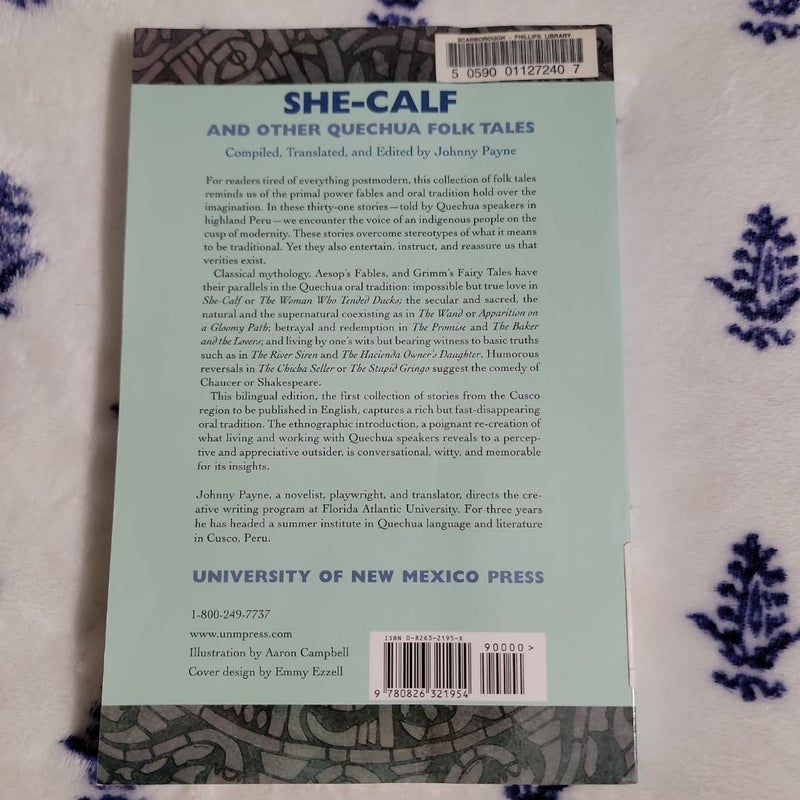 SCARBOROUGH - PHILLIPS LIBRARY
5 0590 01127240 7
SHE-CALF
AND OTHER QUECHUA FOLK TALES
Compiled, Translated, and Edited by Johnny Payne
For readers tired of everything postmodern, this collection of folk tales
reminds us of the primal power fables and oral tradition hold over the
imagination. In these thirty-one stories—told by Quechua speakers in
highland Peru—we encounter the voice of an indigenous people on the
cusp of modernity. These stories overcome stereotypes of what it means
to be traditional. Yet they also entertain, instruct, and reassure us that
verities exist.
Classical mythology, Aesop's Fables, and Grimm's Fairy Tales have
their parallels in the Quechua oral tradition: impossible but true love in
She-Calf or The Woman Who Tended Ducks; the secular and sacred, the
natural and the supernatural coexisting as in The Wand or Apparition on
a Gloomy Path; betrayal and redemption in The Promise and The Baker
and the Lovers; and living by one's wits but bearing witness to basic truths
such as in The River Siren and The Hacienda Owner's Daughter. Humorous
reversals in The Chicha Seller or The Stupid Gringo suggest the comedy of
Chaucer or Shakespeare.
This bilingual edition, the first collection of stories from the Cusco
region to be published in English, captures a rich but fast-disappearing
oral tradition. The ethnographic introduction, a poignant re-creation of
what living and working with Quechua speakers reveals to a percep-
tive and appreciative outsider, is conversational, witty, and memorable
for its insights.
Johnny Payne, a novelist, playwright, and translator, directs the cre-
ative writing program at Florida Atlantic University. For three years
he has headed a summer institute in Quechua language and literature
in Cusco, Peru.
UNIVERSITY OF NEW MEXICO PRESS
1-800-249-7737
www.unmpress.com
Illustration by Aaron Campbell
Cover design by Emmy Ezzell
ISBN 0-8263-2195-X
90000>
9 780826 321954